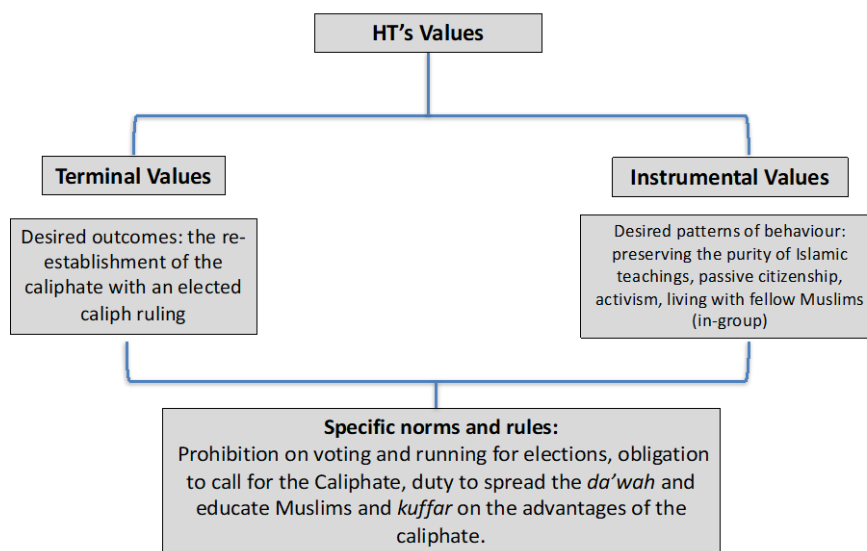 HT’s Values
Terminal Values
Desired outcomes: the re-
establishment of the
caliphate with an elected
caliph ruling
Instrumental Values
Desired patterns of behaviour:
preserving the purity of Islamic
teachings, passive citizenship,
activism, living with fellow Muslims
(in-group)
Specific norms and rules:
Prohibition on voting and running for elections, obligation
to call for the Caliphate, duty to spread the da’wah and
educate Muslims and kuffar on the advantages of the
caliphate.